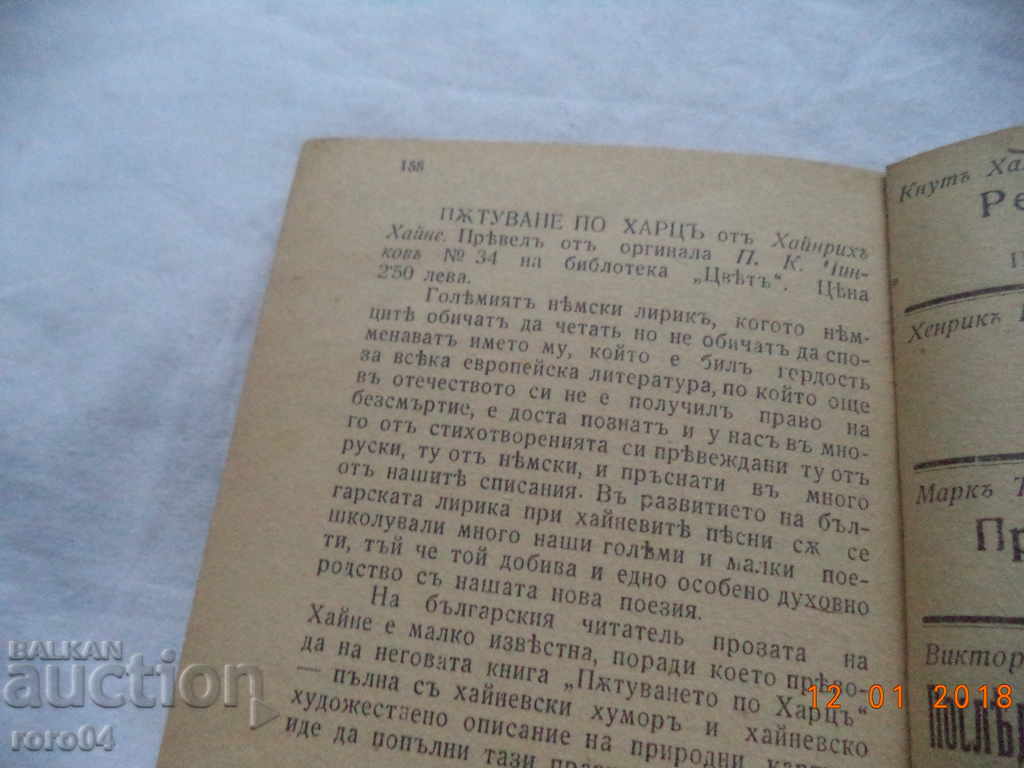 158
ПѪТУВАНЕ ПО ХАРЦЪ отъ Хайнрихъ
Хайне. Прѣвелъ отъ оргинала П. К. Чин-
ковъ № 34 на библотека „Цвѣтъ“. Цѣна
2·50 лева.
Голѣмиятъ нѣмски лирикъ, когото нѣм-
цитѣ обичатъ да четатъ но не обичатъ да спо-
менаватъ името му, който е билъ гордость
за всѣка европейска литература, по който още
въ отечеството си не е получилъ право на
безсмъртие, е доста познатъ и у насъ въ мно-
го отъ стихотворенията си прѣвеждани ту отъ
руски, ту отъ нѣмски, и пръснати въ много
отъ нашитѣ списания. Въ развитието на бъл-
гарската лирика при хайневитѣ пѣсни сѫ се
школували много наши голѣми и малки пое-
ти, тъй че той добива и едно особено духовно
родство съ нашата нова поезия.
На българския читатель прозата на
Хайне е малко известна, поради което прѣво-
да на неговата книга „Пѫтуването по Харцъ“
— пълна съ хайневски хуморъ и хайневско
художествено описание на природни
иде да попълни тази
Кнутъ
Ре
П
Хенрикъ
Маркъ Т
Пр
Виктор
12 01 2018
BALKAN
auction
roro04